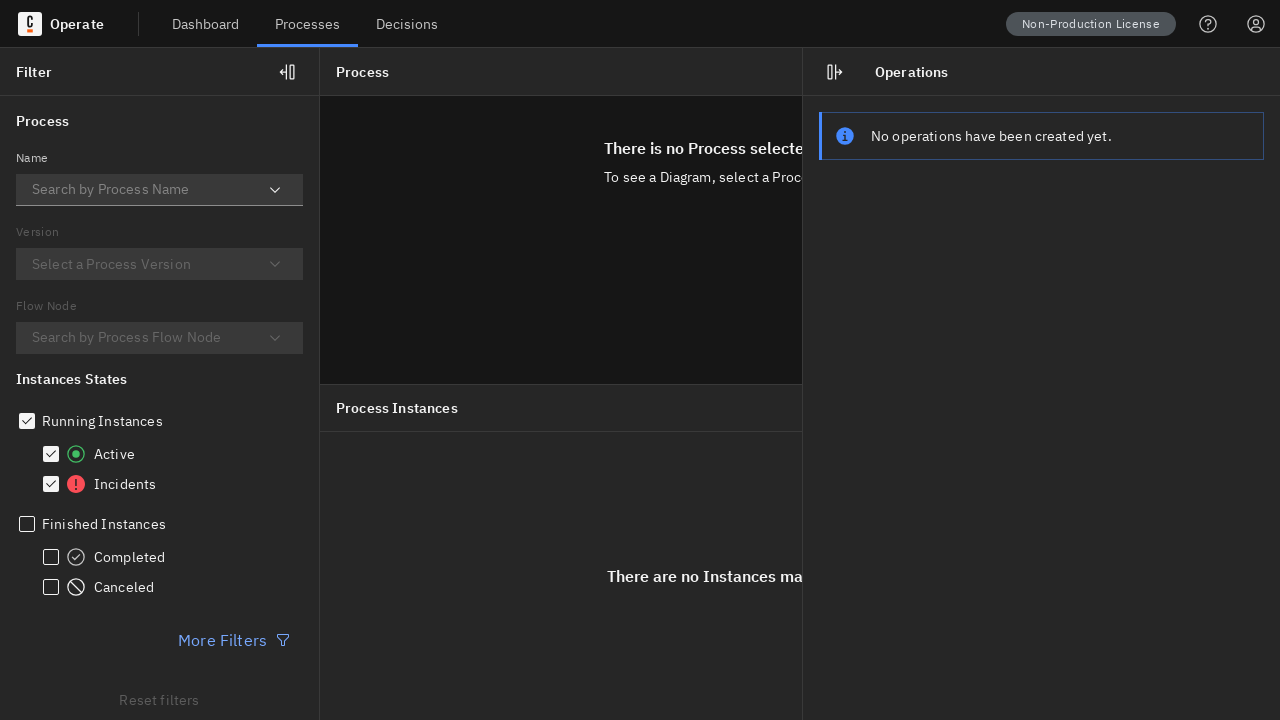 Operate
Dashboard
Processes
Decisions
Non-Production License
Filter
Process
Name
Search by Process Name
Version
Select a Process Version
Flow Node
Search by Process Flow Node
Instances States
Running Instances
Active
Incidents
Finished Instances
Completed
Canceled
More Filters
Reset filters
Process
There is no Process selecte
To see a Diagram, select a Proc
Process Instances
There are no Instances ma
Operations
No operations have been created yet.